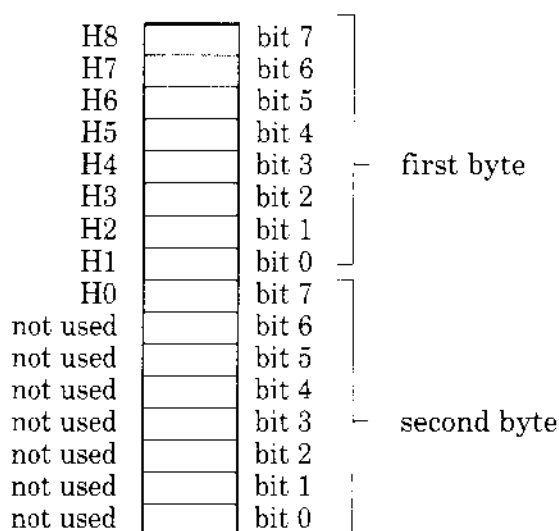 H8 bit 7
H7 bit 6
H6 bit 5
H5 bit 4
H4 bit 3 first byte
H3 bit 2
H2 bit 1
H1 bit 0
H0 bit 7
not used bit 6
not used bit 5
not used bit 4
not used bit 3 second byte
not used bit 2
not used bit 1
not used bit 0